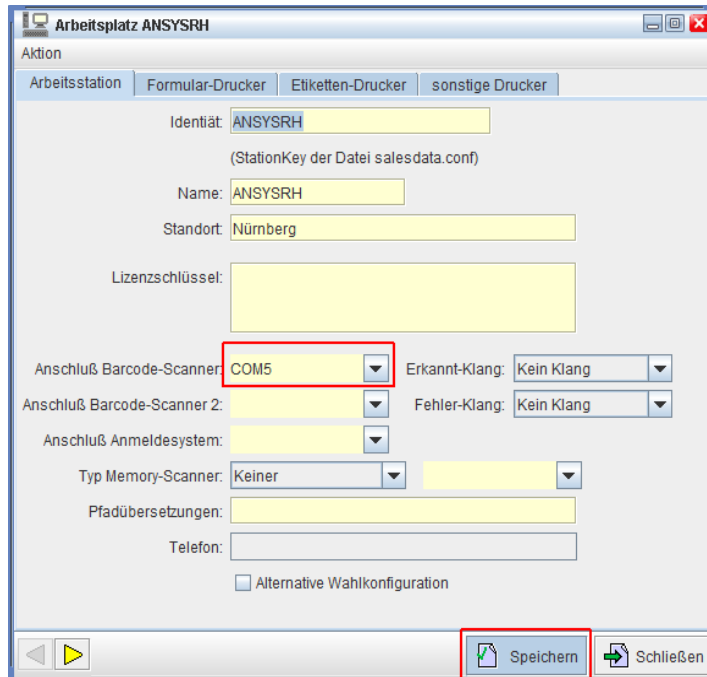 Arbeitsplatz ANSYSRH
Aktion
Arbeitsstation Formular-Drucker Etiketten-Drucker sonstige Drucker
Identiät: ANSYSRH
(StationKey der Datei salesdata.conf)
Name: ANSYSRH
Standort: Nürnberg
Lizenzschlüssel:
Anschluß Barcode-Scanner: COM5 Erkannt-Klang: Kein Klang
Anschluß Barcode-Scanner 2: Fehler-Klang: Kein Klang
Anschluß Anmeldesystem:
Typ Memory-Scanner: Keiner
Pfadübersetzungen:
Telefon:
Alternative Wahlkonfiguration
Speichern Schließen